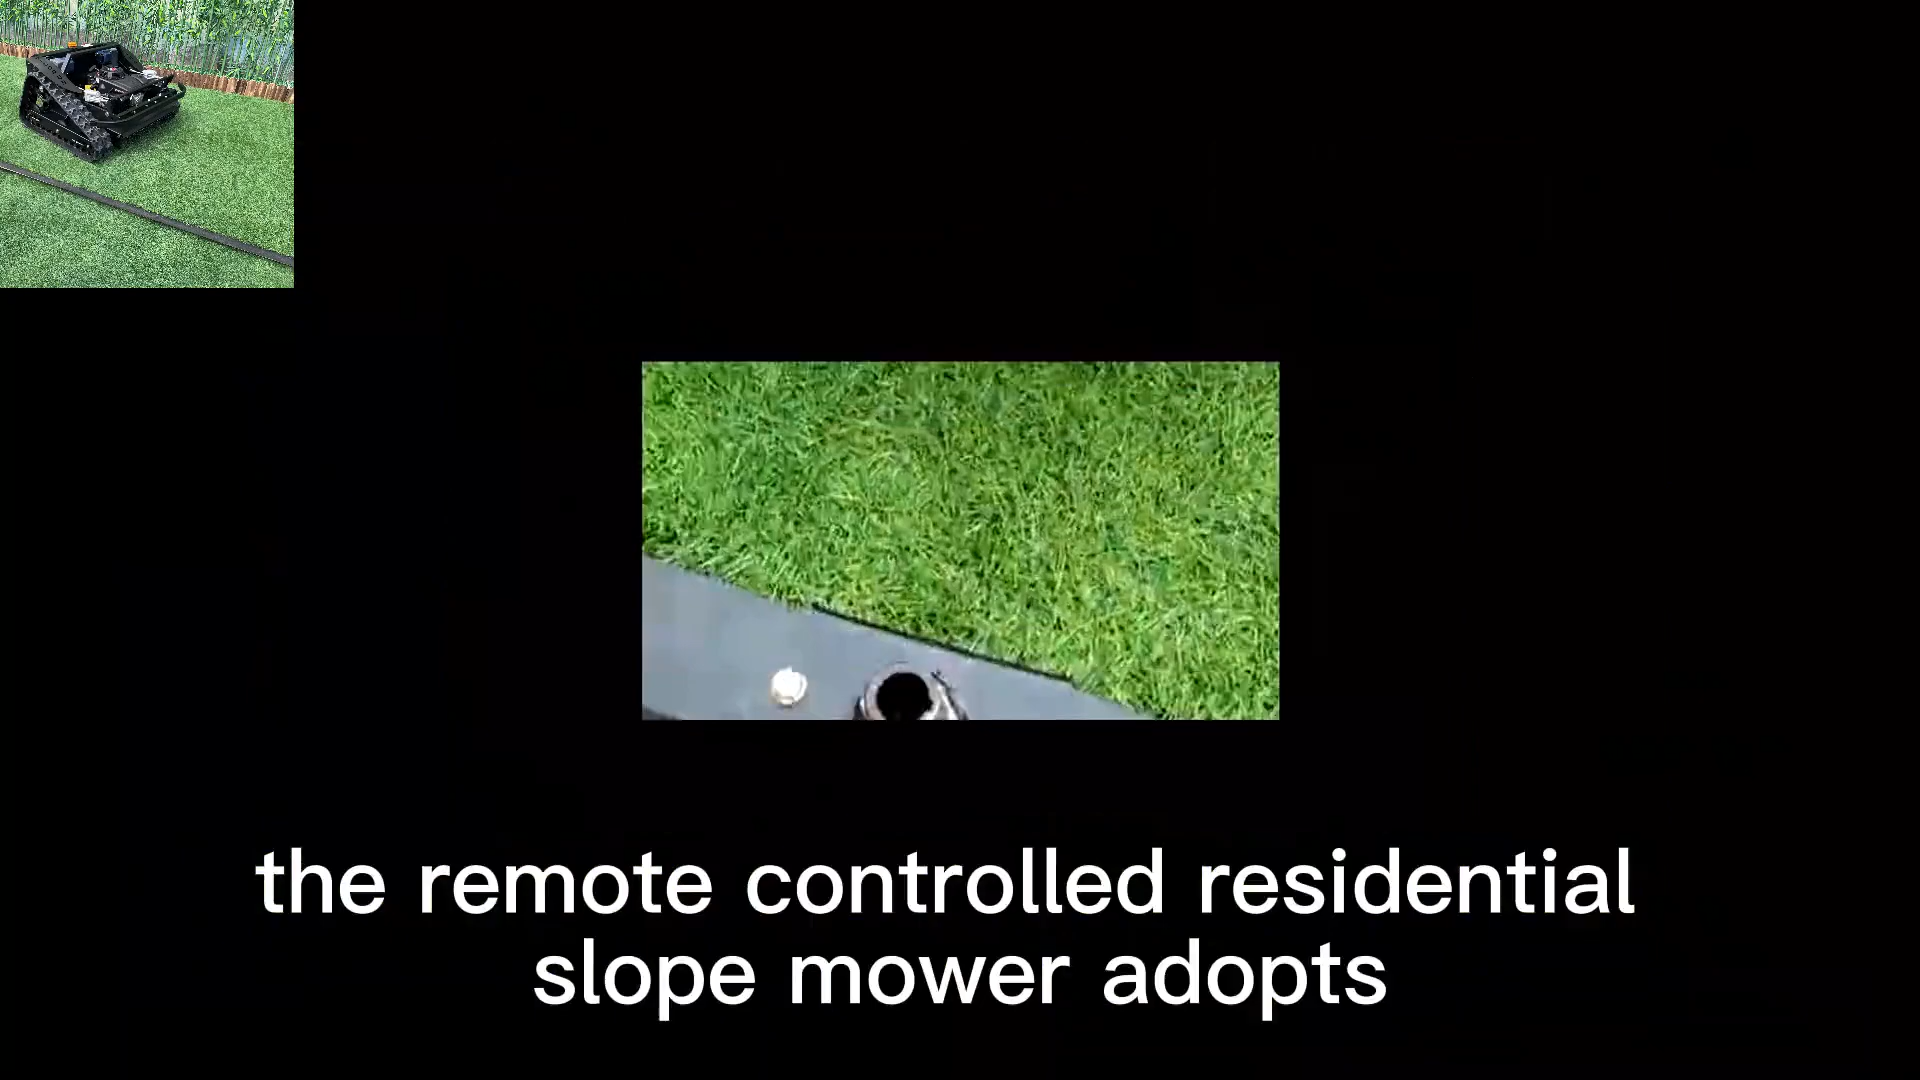 the remote controlled residential
slope mower adopts